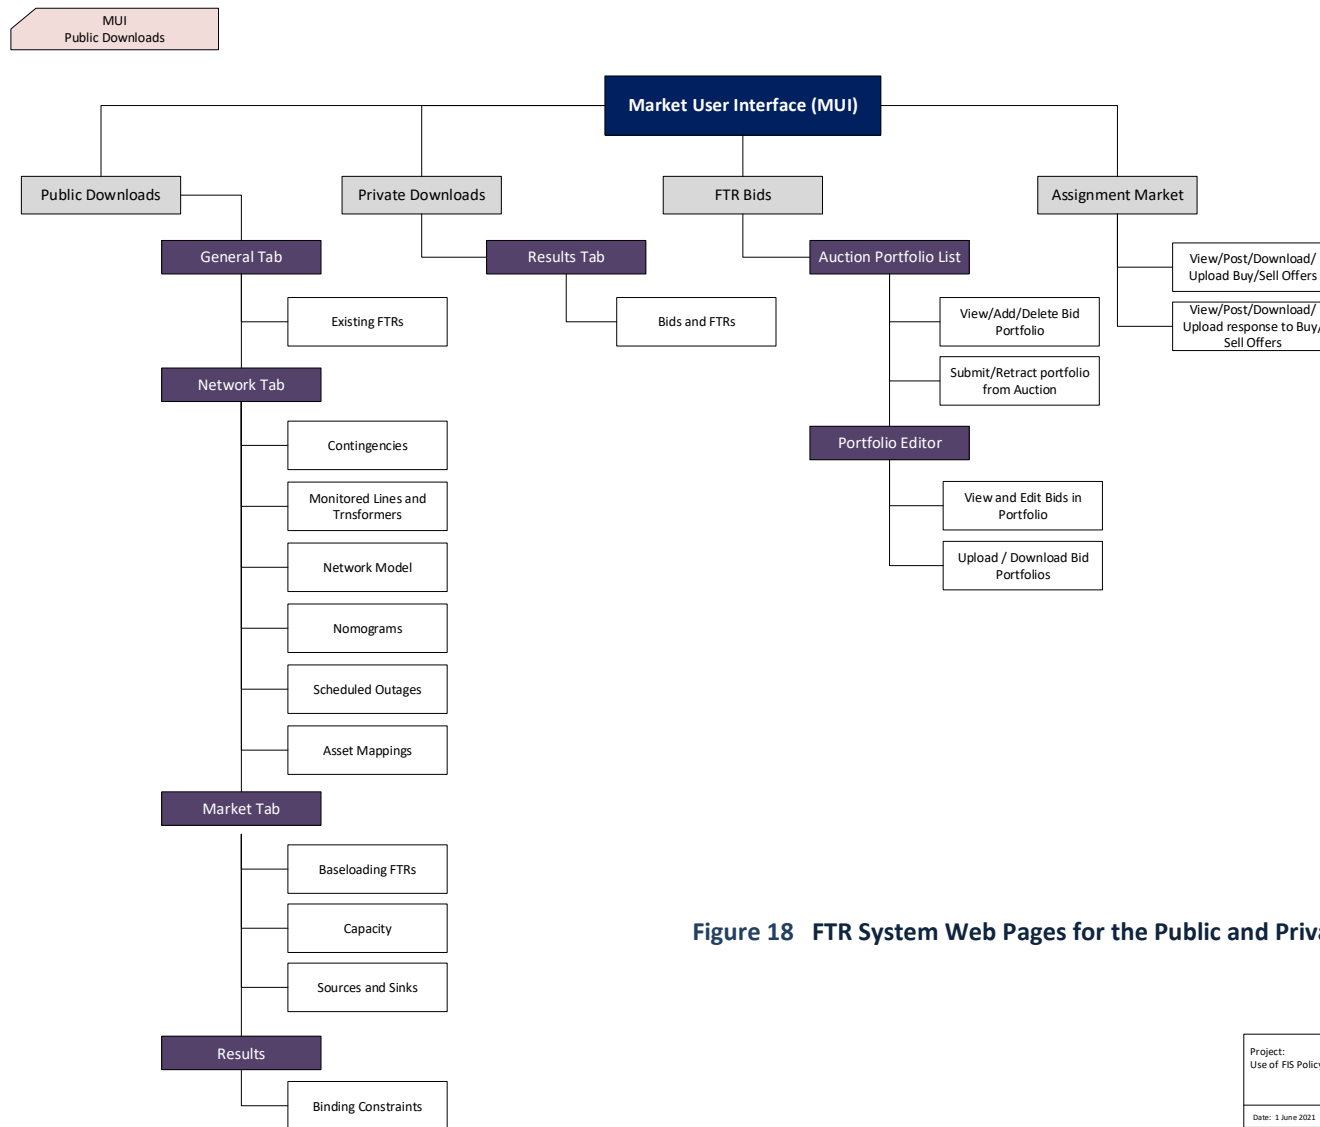 MUI
Public Downloads
Market User Interface (MUI)
Public Downloads
Private Downloads
FTR Bids
Assignment Market
General Tab
Results Tab
Auction Portfolio List
View/Post/Download/
Upload Buy/Sell Offers
Existing FTRs
Bids and FTRs
View/Add/Delete Bid
Portfolio
View/Post/Download/
Upload response to Buy/
Sell Offers
Network Tab
Submit/Retract portfolio
from Auction
Contingencies
Portfolio Editor
Monitored Lines and
Trnsformers
View and Edit Bids in
Portfolio
Network Model
Upload / Download Bid
Portfolios
Nomograms
Scheduled Outages
Asset Mappings
Market Tab
Baseloading FTRs
Capacity
Figure 18 FTR System Web Pages for the Public and
Sources and Sinks
Results
Binding Constraints
Project:
Use of FIS Policy
Date: 1 June 2021